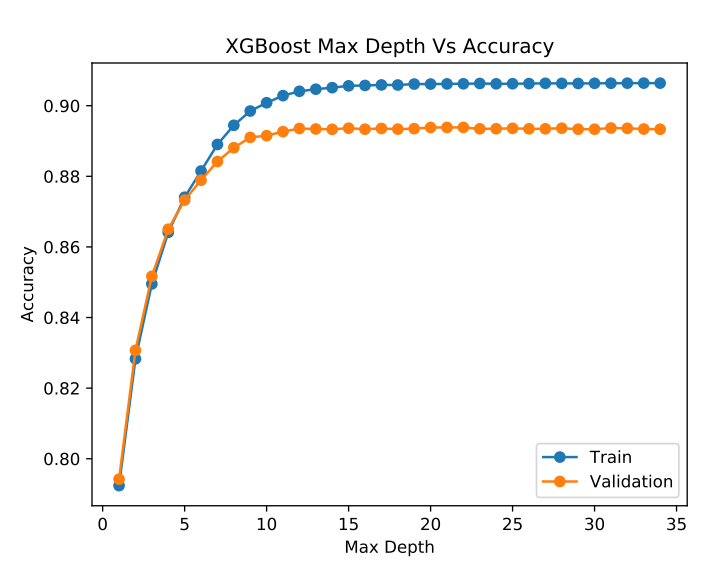 XGBoost Max Depth Vs Accuracy
Accuracy
0.90
0.88
0.86
0.84
0.82
0.80
0 5 10 15 20 25 30 35
Max Depth
Train
Validation